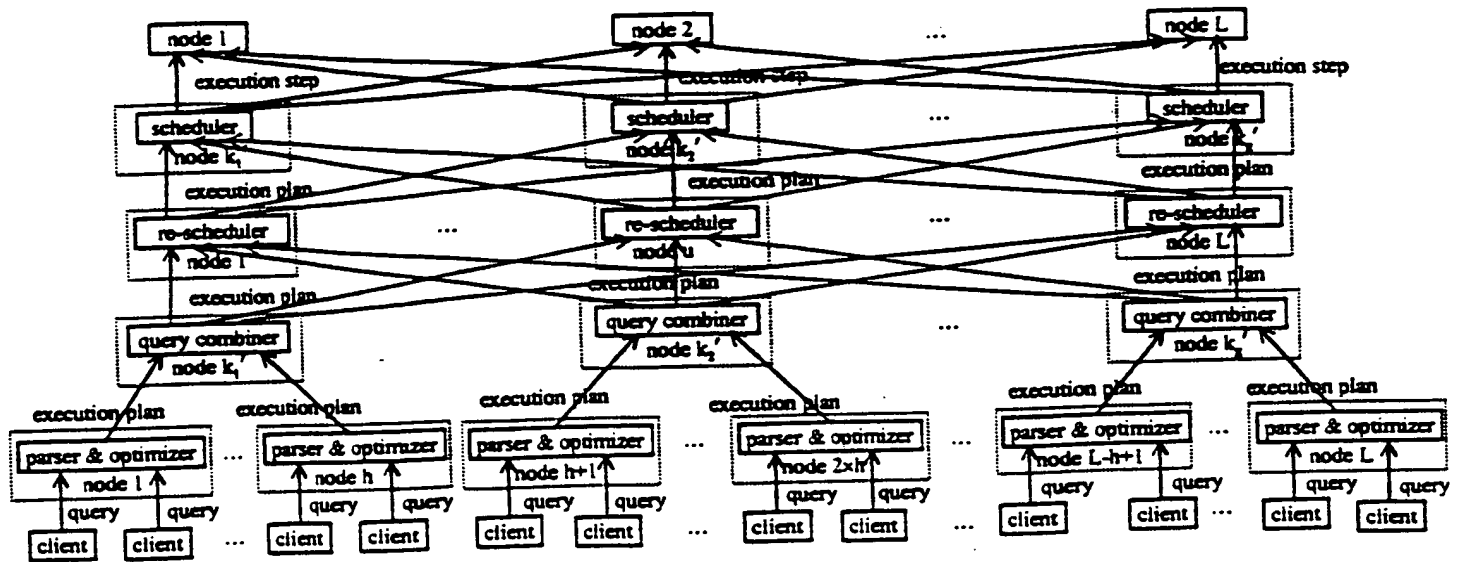 node 1
node 2
...
node L
execution step
execution step
execution step
scheduler
scheduler
...
scheduler
node k₁'
node k₂'
node kg'
execution plan
execution plan
execution plan
re-scheduler
...
re-scheduler
...
re-scheduler
node 1
node u
node L
execution plan
execution plan
execution plan
query combiner
query combiner
...
query combiner
node k₁'
node k₂'
node kg'
execution plan
execution plan
execution plan
execution plan
execution plan
execution plan
parser & optimizer
...
parser & optimizer
parser & optimizer
...
parser & optimizer
...
parser & optimizer
...
parser & optimizer
node 1
node h
node h+1
node 2×h
node L-h+1
node L
query
query
query
query
query
query
query
query
query
query
query
query
client
client
...
client
client
client
client
...
client
client
...
client
client
...
client
client